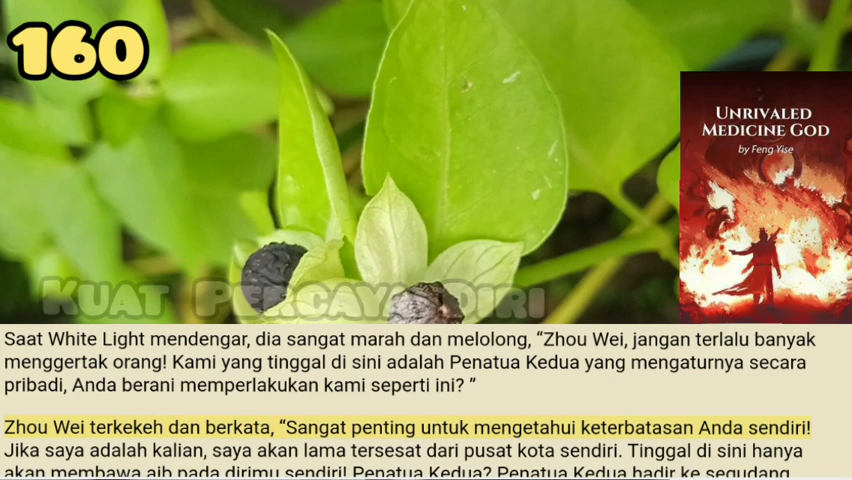 160
UNRIVALED
MEDICINE GOD
by Feng Yise
KUAT PERCAYA DIRI
Saat White Light mendengar, dia sangat marah dan melolong, “Zhou Wei, jangan terlalu banyak
menggertak orang! Kami yang tinggal di sini adalah Penatua Kedua yang mengaturnya secara
pribadi, Anda berani memperlakukan kami seperti ini? ”
Zhou Wei terkekeh dan berkata, “Sangat penting untuk mengetahui keterbatasan Anda sendiri!
Jika saya adalah kalian, saya akan lama tersesat dari pusat kota sendiri. Tinggal di sini hanya
akan membawa aib pada dirimu sendiri! Penatua Kedua? Penatua Kedua hadir ke segudang